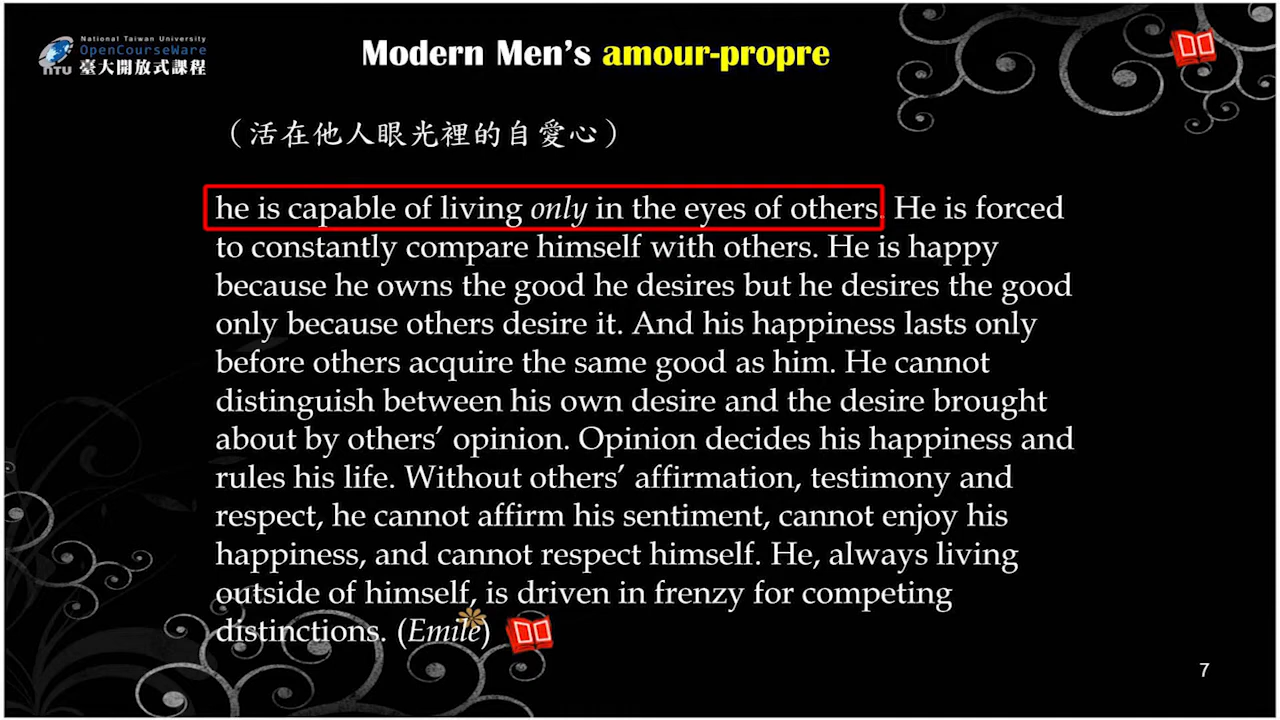 National Taiwan University
OpenCourseWare
NTU 臺大開放式課程
Modern Men's amour-propre
（活在他人眼光裡的自愛心）
he is capable of living only in the eyes of others. He is forced
to constantly compare himself with others. He is happy
because he owns the good he desires but he desires the good
only because others desire it. And his happiness lasts only
before others acquire the same good as him. He cannot
distinguish between his own desire and the desire brought
about by others' opinion. Opinion decides his happiness and
rules his life. Without others' affirmation, testimony and
respect, he cannot affirm his sentiment, cannot enjoy his
happiness, and cannot respect himself. He, always living
outside of himself, is driven in frenzy for competing
distinctions. (Emile)
7